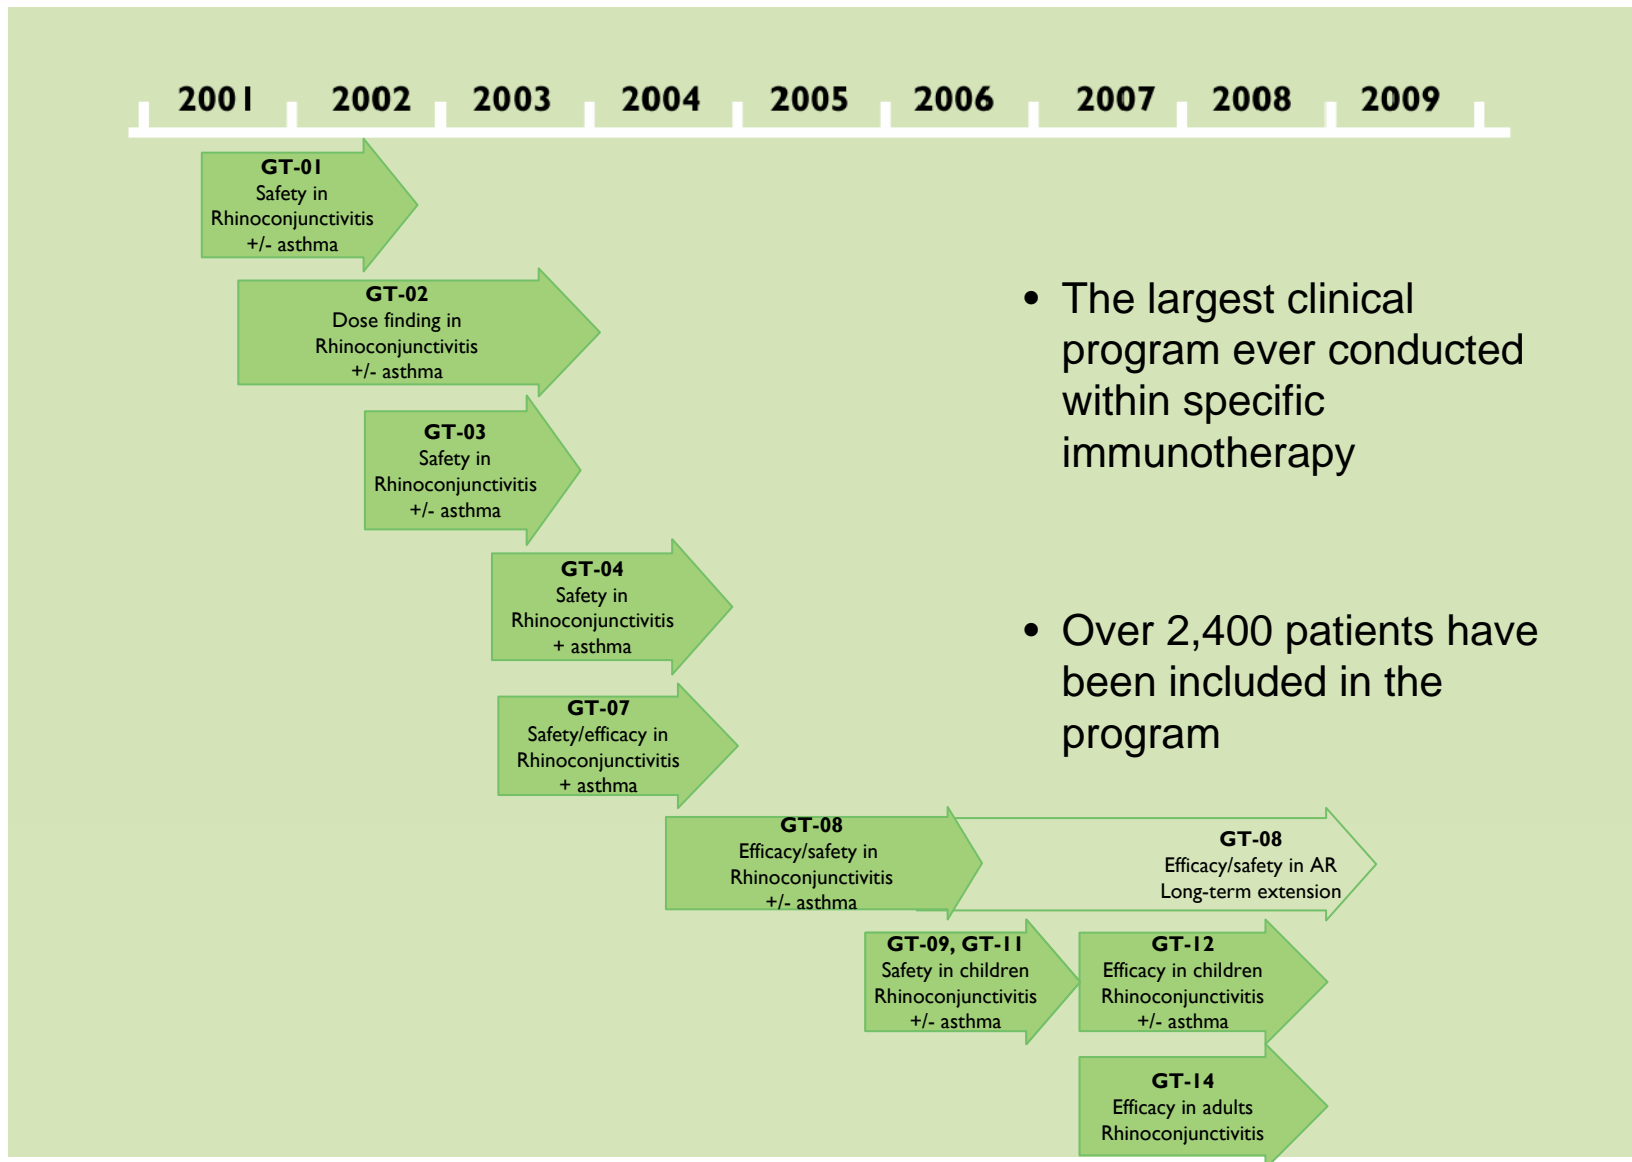 2001 2002 2003 2004 2005 2006 2007 2008 2009
GT-01
Safety in
Rhinoconjunctivitis
+/- asthma
GT-02
Dose finding in
Rhinoconjunctivitis
+/- asthma
GT-03
Safety in
Rhinoconjunctivitis
+/- asthma
GT-04
Safety in
Rhinoconjunctivitis
+ asthma
GT-07
Safety/efficacy in
Rhinoconjunctivitis
+ asthma
• The largest clinical
program ever conducted
within specific
immunotherapy
• Over 2,400 patients have
been included in the
program
GT-08
Efficacy/safety in
Rhinoconjunctivitis
+/- asthma
GT-08
Efficacy/safety in AR
Long-term extension
GT-09, GT-11
Safety in children
Rhinoconjunctivitis
+/- asthma
GT-12
Efficacy in children
Rhinoconjunctivitis
+/- asthma
GT-14
Efficacy in adults
Rhinoconjunctivitis